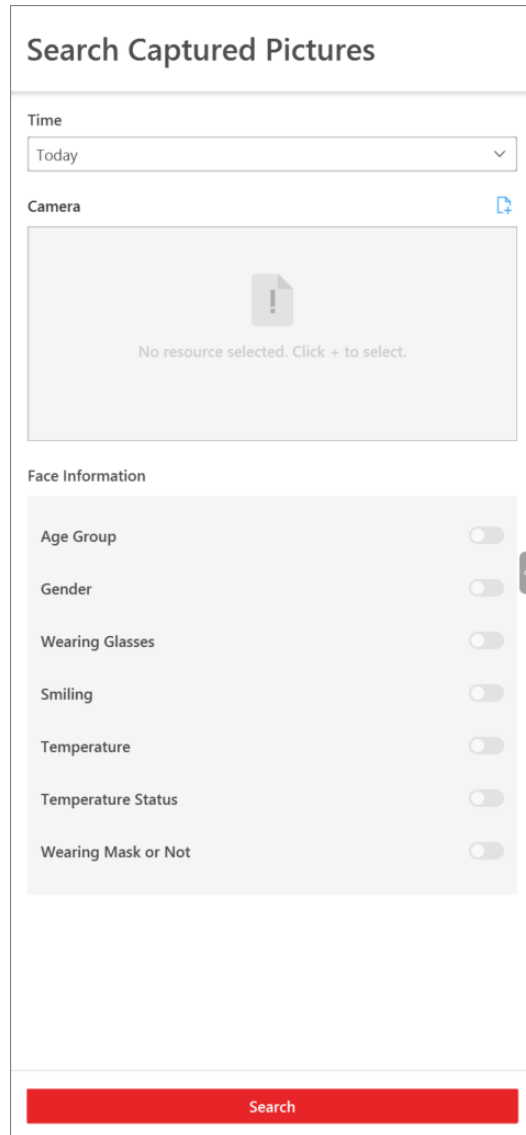 Search Captured Pictures
Time
Today
Camera
No resource selected. Click + to select.
Face Information
Age Group
Gender
Wearing Glasses
Smiling
Temperature
Temperature Status
Wearing Mask or Not
Search